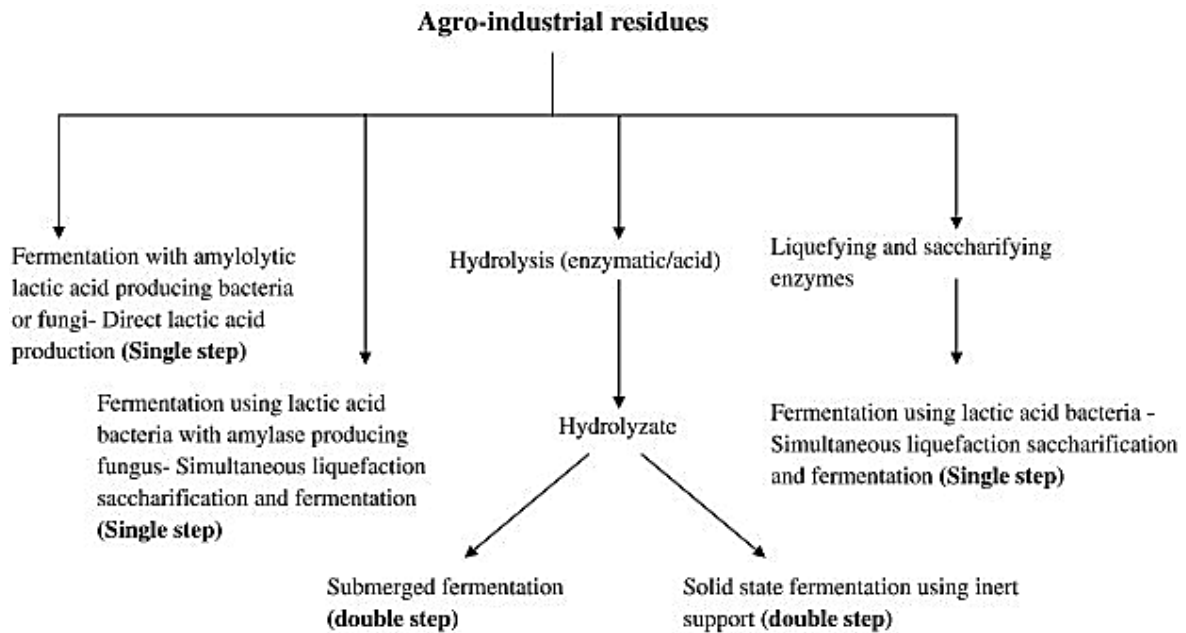 Agro-industrial residues
Fermentation with amylolytic
lactic acid producing bacteria
or fungi- Direct lactic acid
production (Single step)
Fermentation using lactic acid
bacteria with amylase producing
fungus- Simultaneous liquefaction
saccharification and fermentation
(Single step)
Hydrolysis (enzymatic/acid)
Hydrolyzate
Submerged fermentation
(double step)
Solid state fermentation using inert
support (double step)
Liquefying and saccharifying
enzymes
Fermentation using lactic acid bacteria -
Simultaneous liquefaction saccharification
and fermentation (Single step)